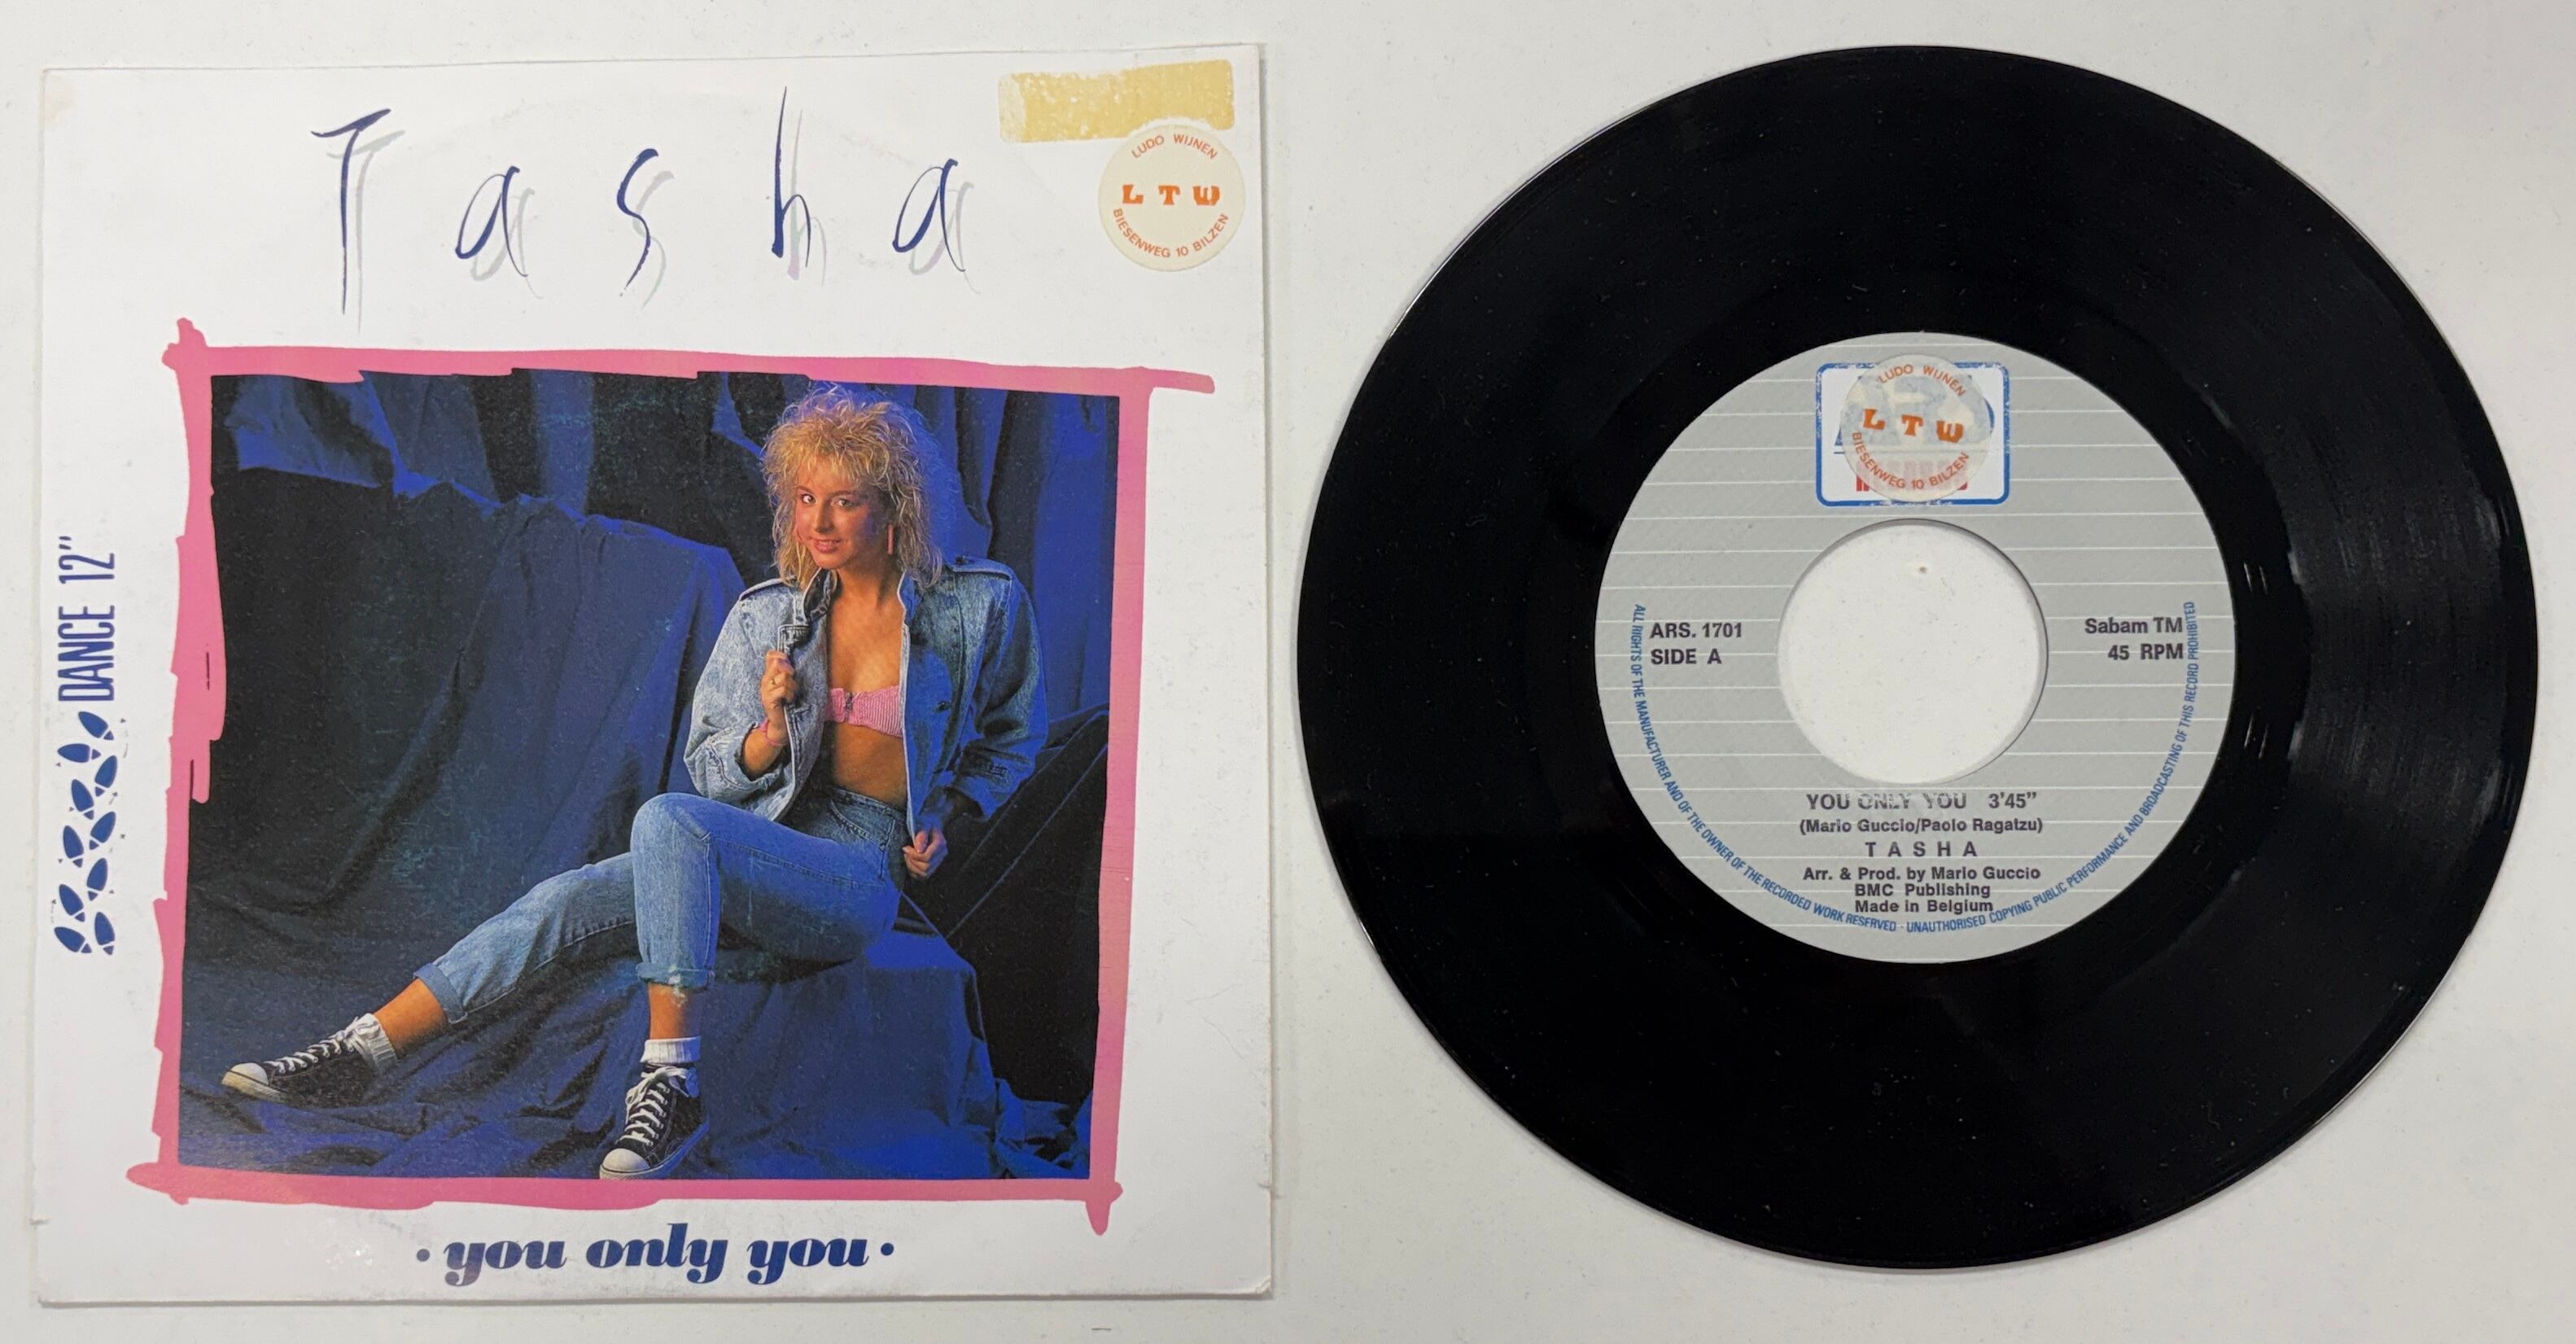 Tasha
LUDO WIJNEN
L T W
BIESENWEG 10 BILZEN
DANCE 12"
• you only you •
LUDO WIJNEN
L T W
BIESENWEG 10 BILZEN
ARS. 1701
SIDE A
Sabam TM
45 RPM
YOU ONLY YOU 3'45"
(Mario Guccio/Paolo Ragatzu)
TASHA
Arr. & Prod. by Mario Guccio
BMC Publishing
Made in Belgium
ALL RIGHTS OF THE MANUFACTURER AND OF THE OWNER OF THE RECORDED WORK RESERVED - UNAUTHORISED COPYING PUBLIC PERFORMANCE AND BROADCASTING OF THIS RECORD PROHIBITED